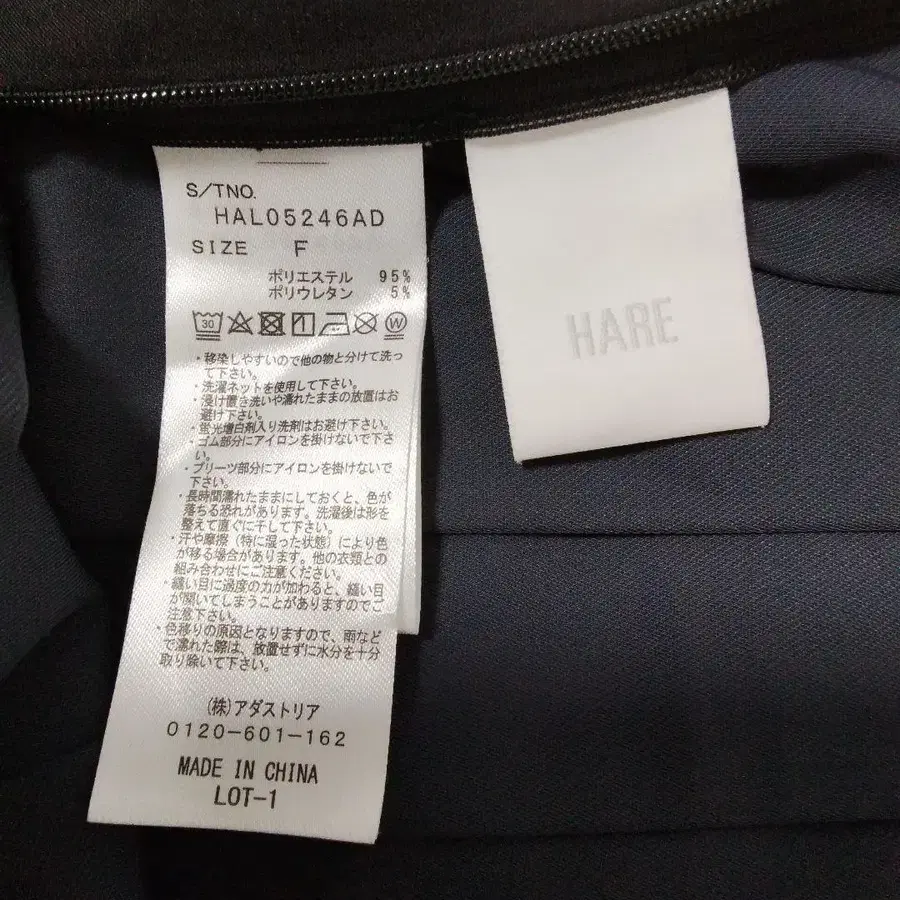 S/TNO.
HAL05246AD
SIZE F
ポリエステル 95%
ポリウレタン 5%
30
W
・移染しやすいので他の物と分けて洗っ
て下さい。
・洗濯ネットを使用して下さい。
・浸け置き洗いや濡れたままの放置はお
避け下さい。
・蛍光増白剤入り洗剤はお避け下さい。
・ゴム部分にアイロンを掛けないで下さ
い。
・プリーツ部分にアイロンを掛けないで
下さい。
・長時間濡れたままにしておくと、色が
落ちる恐れがあります。洗濯後は形を
整えて直ぐに干して下さい。
・汗や摩擦（特に湿った状態）により色
が移る場合があります。他の衣類との
組み合わせにご注意ください。
・縫い目に過度の力が加わると、縫い目
が開いてしまうことがありますのでご
注意下さい。
・色移りの原因となりますので、雨など
で濡れた際は、放置せずに水分を十分
取り除いて下さい。
(株)アダストリア
0120-601-162
MADE IN CHINA
LOT-1
HARE